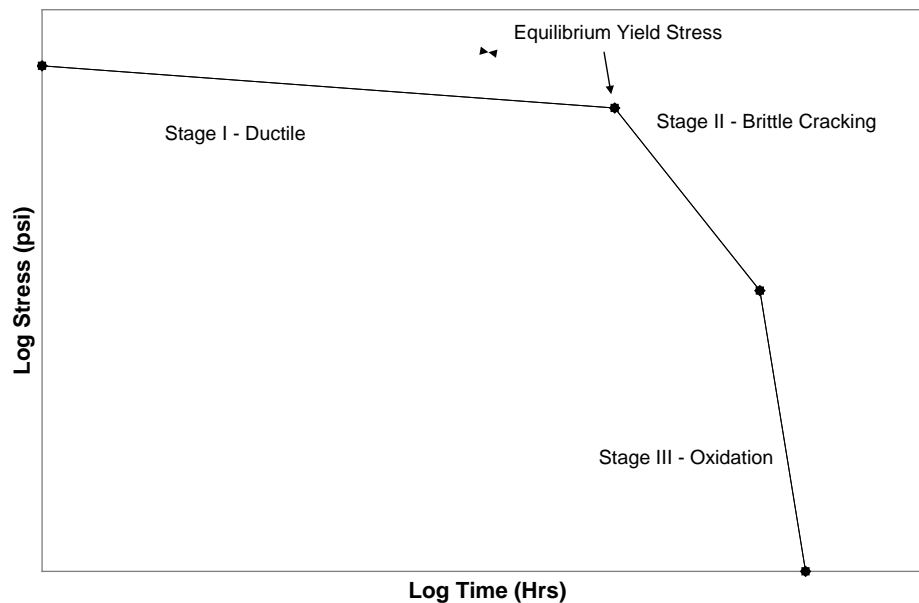 Equilibrium Yield Stress
Stage I - Ductile
Stage II - Brittle Cracking
Log Stress (psi)
Stage III - Oxidation
Log Time (Hrs)